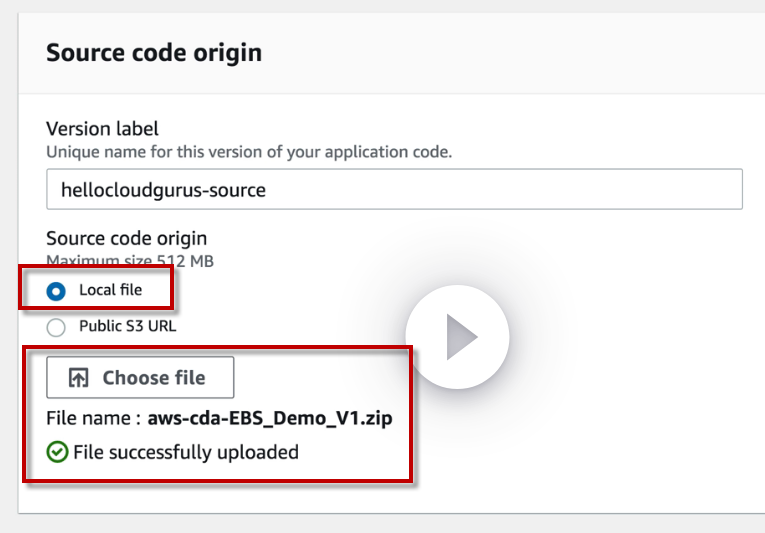 Source code origin
Version label
Unique name for this version of your application code.
hellocloudgurus-source
Source code origin
Maximum size 512 MB
Local file
Public S3 URL
Choose file
File name : aws-cda-EBS_Demo_V1.zip
File successfully uploaded